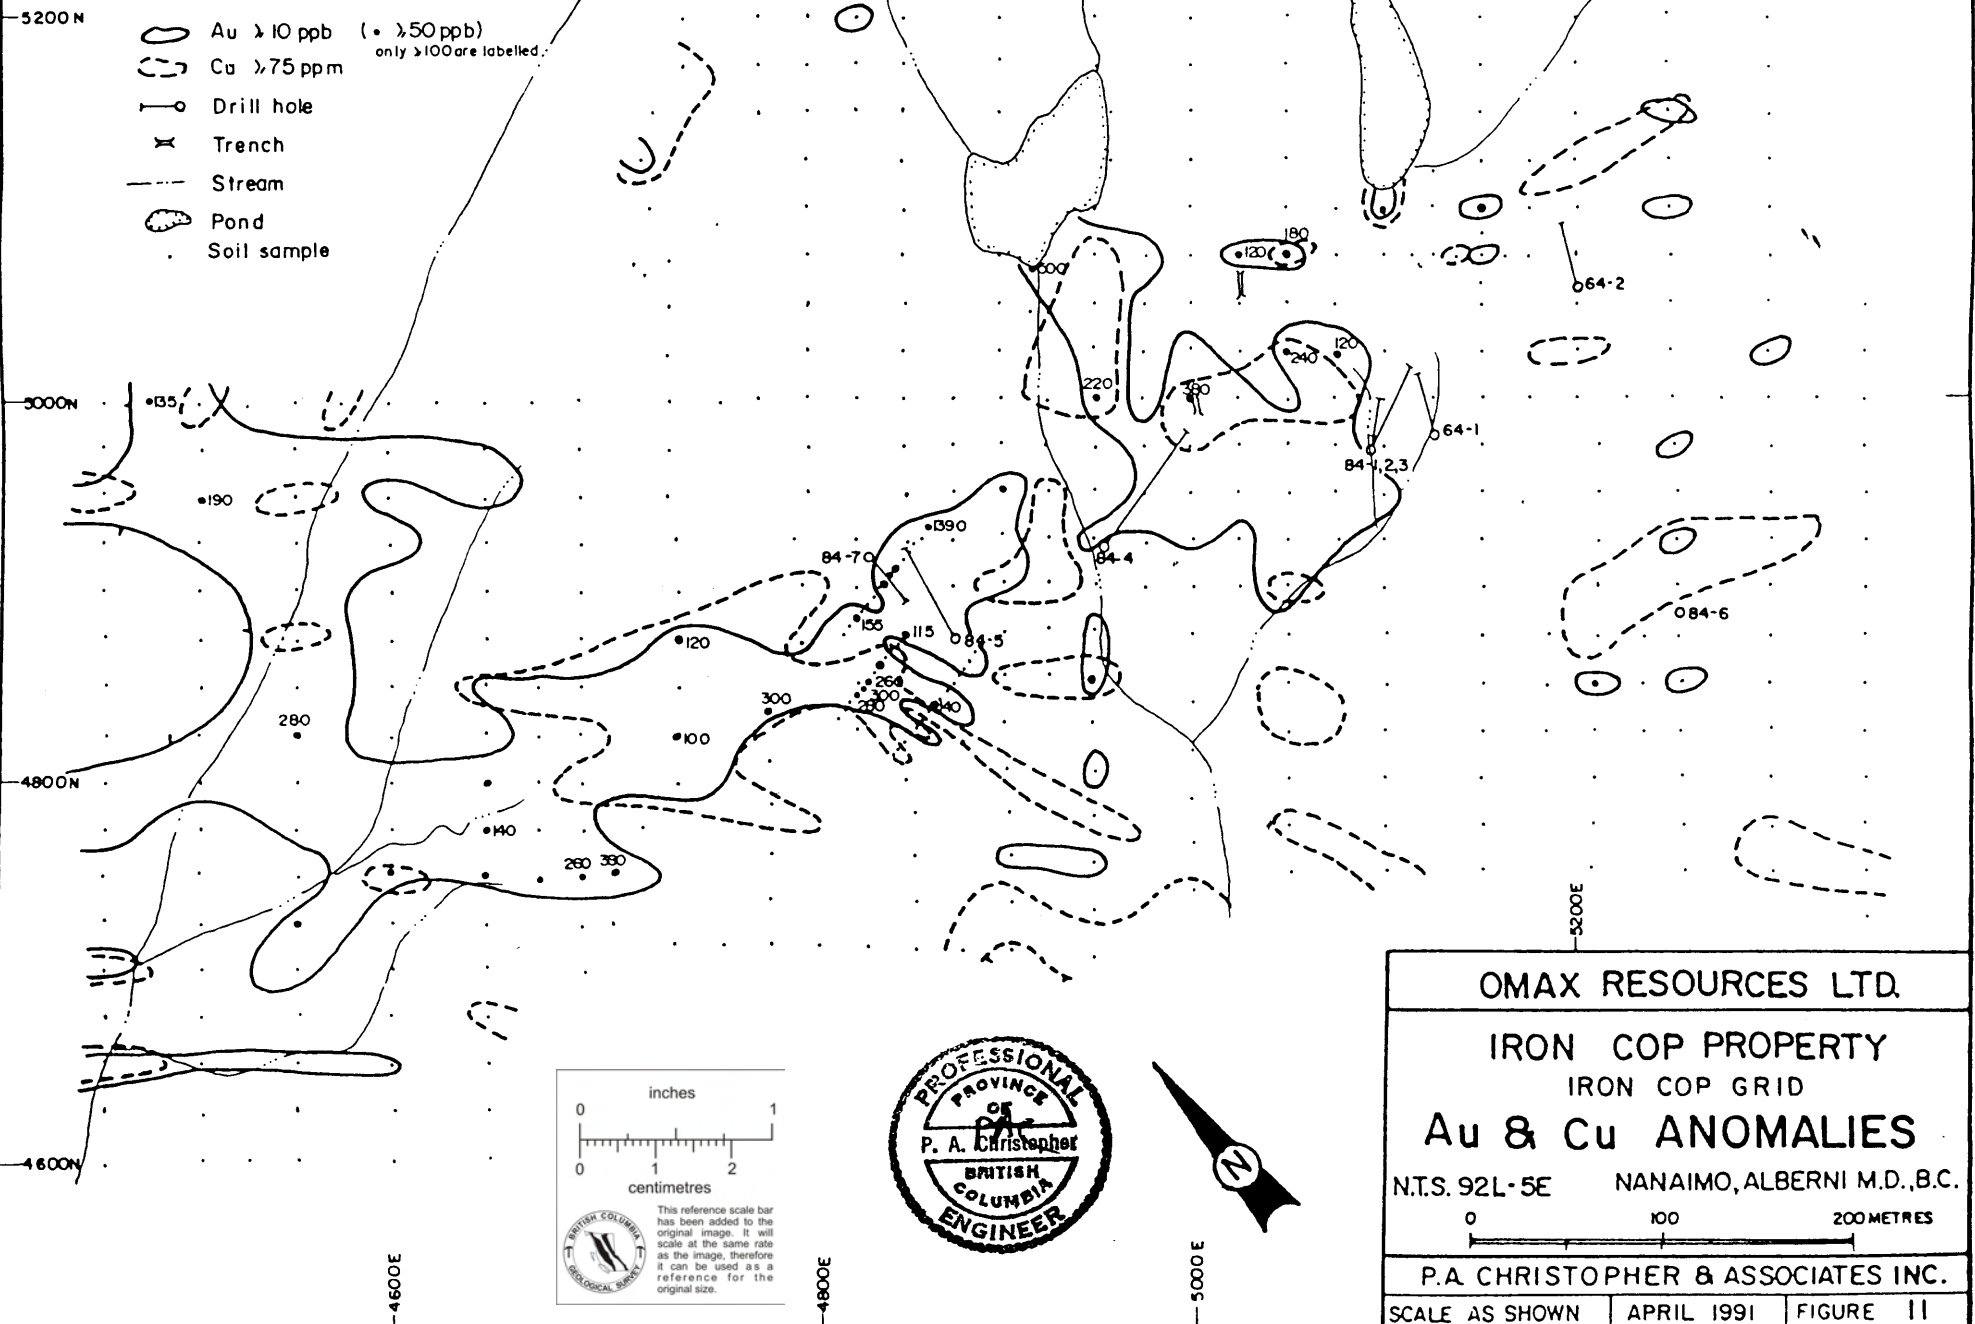 5200N
Au ⩾10 ppb (• ⩾50 ppb)
only ⩾100 are labelled
Cu ⩾75 ppm
Drill hole
Trench
Stream
Pond
Soil sample
180
120
64-2
120
240
220
380
3000N
135
64-1
84-1,2,3
190
1390
84-7
84-4
155
115
84-5
84-6
120
260
300
300
280
280
140
100
4800N
140
260 380
5200E
OMAX RESOURCES LTD.
IRON COP PROPERTY
IRON COP GRID
Au & Cu ANOMALIES
N.T.S. 92L-5E NANAIMO, ALBERNI M.D., B.C.
0 100 200 METRES
P.A. CHRISTOPHER & ASSOCIATES INC.
SCALE AS SHOWN APRIL 1991 FIGURE 11
4600N
inches
0 1
0 1 2
centimetres
This reference scale bar
has been added to the
original image. It will
scale at the same rate
as the image, therefore
it can be used as a
reference for the
original size.
BRITISH COLUMBIA
GEOLOGICAL SURVEY
PROFESSIONAL
PROVINCE
OF
P. A. Christopher
BRITISH
COLUMBIA
ENGINEER
N
4600E
4800E
5000E